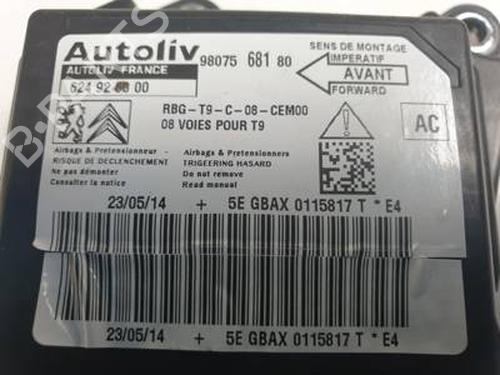 Autoliv 98075 681 80
AUTOLIV FRANCE
SENS DE MONTAGE
IMPERATIF
AVANT
FORWARD
RBG-T9-C-08-CEM00
08 VOIES POUR T9
AC
Airbags & Pretensionneur
RISQUE DE DECLENCHEMENT
Ne pas démonter
Consulter la notice
Airbags & Pretensioners
TRIGEERING HASARD
Do not remove
Read manual
23/05/14 + 5E GBAX 0115817 T * E4
23/05/14 + 5E GBAX 0115817 T * E4